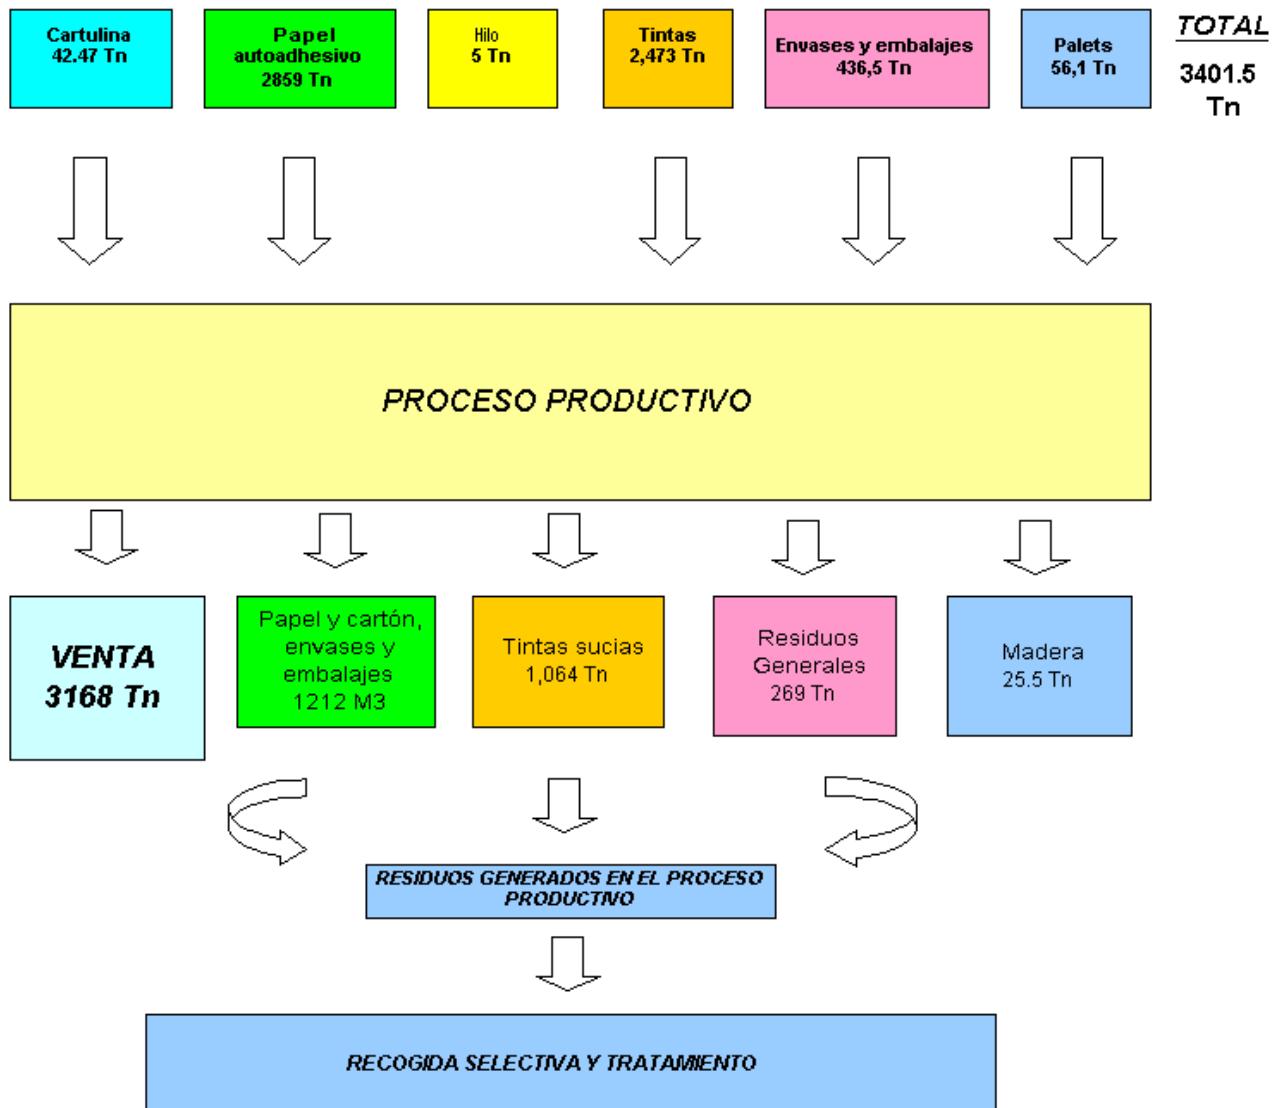 Cartulina
42.47 Tn
Papel
autoadhesivo
2859 Tn
Hilo
5 Tn
Tintas
2,473 Tn
Envases y embalajes
436,5 Tn
Palets
56,1 Tn
TOTAL
3401.5
Tn
PROCESO PRODUCTIVO
VENTA
3168 Tn
Papel y cartón,
envases y
embalajes
1212 M3
Tintas sucias
1,064 Tn
Residuos
Generales
269 Tn
Madera
25.5 Tn
RESIDUOS GENERADOS EN EL PROCESO
PRODUCTIVO
RECOGIDA SELECTIVA Y TRATAMIENTO